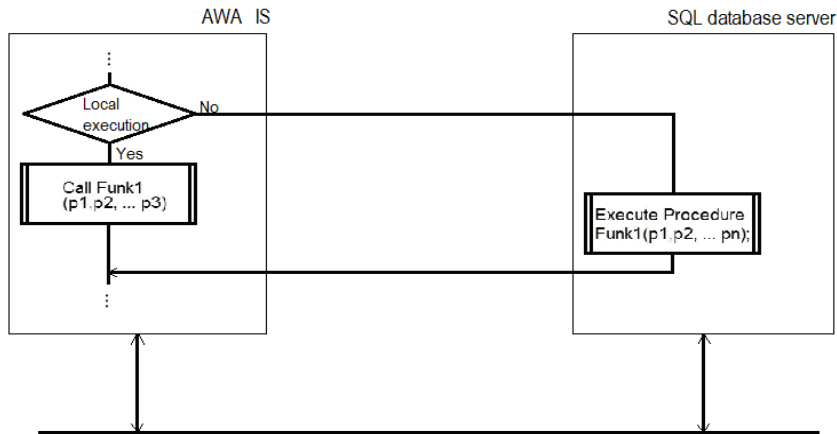 AWA IS
SQL database server
Local
execution
No
Yes
Call Funk1
(p1,p2, ... p3)
Execute Procedure
Funk1(p1,p2, ... pn);